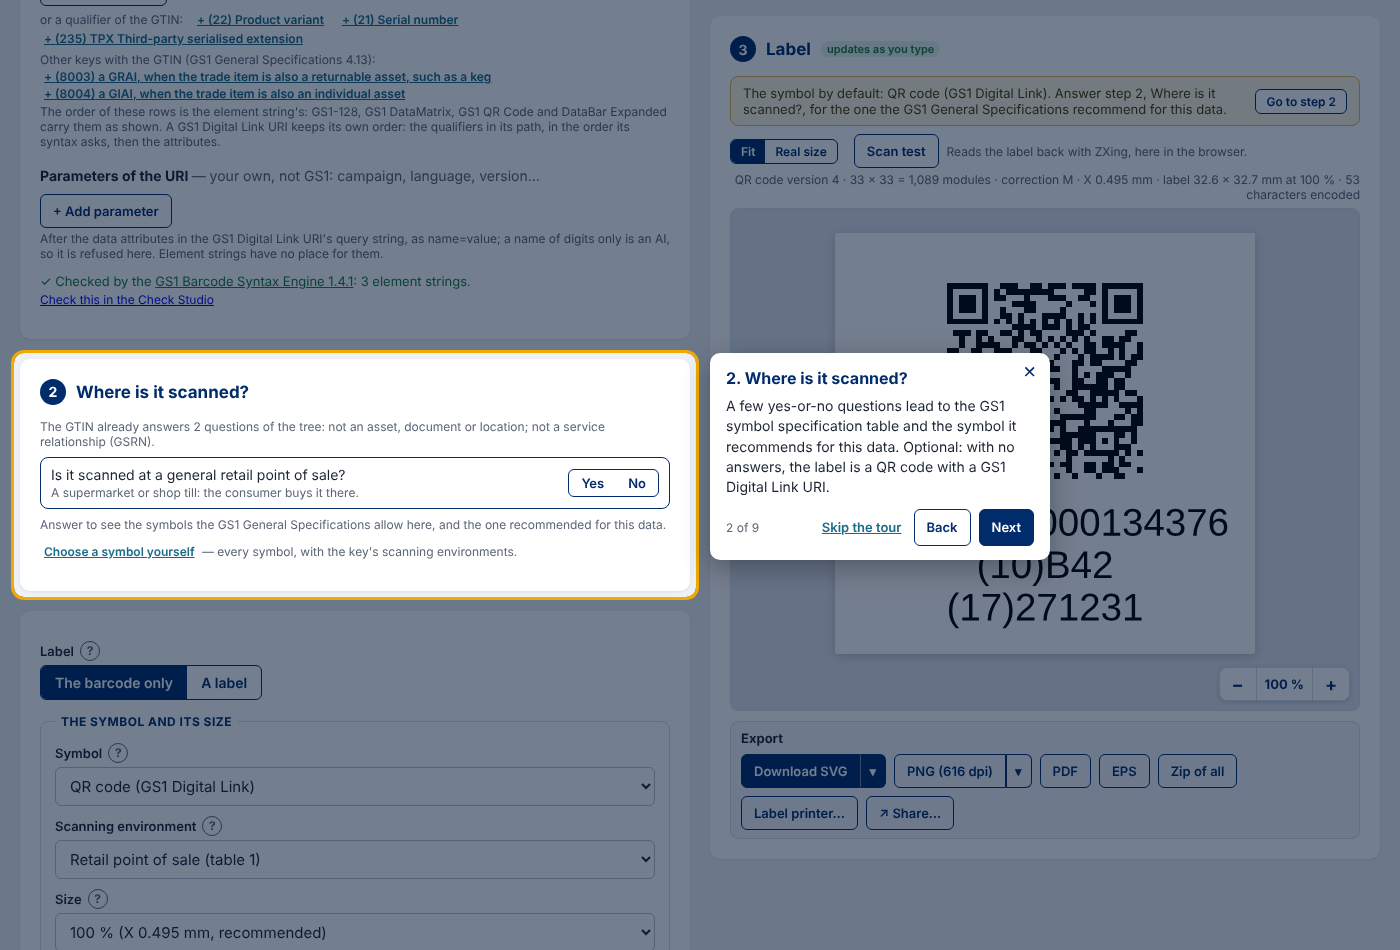 or a qualifier of the GTIN: + (22) Product variant + (21) Serial number
+ (235) TPX Third-party serialised extension
Other keys with the GTIN (GS1 General Specifications 4.13):
+ (8003) a GRAI, when the trade item is also a returnable asset, such as a keg
+ (8004) a GIAI, when the trade item is also an individual asset
The order of these rows is the element string's: GS1-128, GS1 DataMatrix, GS1 QR Code and DataBar Expanded
carry them as shown. A GS1 Digital Link URI keeps its own order: the qualifiers in its path, in the order its
syntax asks, then the attributes.
Parameters of the URI — your own, not GS1: campaign, language, version...
+ Add parameter
After the data attributes in the GS1 Digital Link URI's query string, as name=value; a name of digits only is an AI,
so it is refused here. Element strings have no place for them.
✓ Checked by the GS1 Barcode Syntax Engine 1.4.1: 3 element strings.
Check this in the Check Studio
2 Where is it scanned?
The GTIN already answers 2 questions of the tree: not an asset, document or location; not a service
relationship (GSRN).
Is it scanned at a general retail point of sale?
A supermarket or shop till: the consumer buys it there.
Yes No
Answer to see the symbols the GS1 General Specifications allow here, and the one recommended for this data.
Choose a symbol yourself — every symbol, with the key's scanning environments.
Label ?
The barcode only A label
THE SYMBOL AND ITS SIZE
Symbol ?
QR code (GS1 Digital Link)
Scanning environment ?
Retail point of sale (table 1)
Size ?
100 % (X 0.495 mm, recommended)
3 Label updates as you type
The symbol by default: QR code (GS1 Digital Link). Answer step 2, Where is it
scanned?, for the one the GS1 General Specifications recommend for this data.
Go to step 2
Fit Real size Scan test Reads the label back with ZXing, here in the browser.
QR code version 4 · 33 × 33 = 1,089 modules · correction M · X 0.495 mm · label 32.6 × 32.7 mm at 100 % · 53
characters encoded
2. Where is it scanned? ✕
A few yes-or-no questions lead to the GS1
symbol specification table and the symbol it
recommends for this data. Optional: with no
answers, the label is a QR code with a GS1
Digital Link URI.
2 of 9 Skip the tour Back Next
000134376
(10)B42
(17)271231
− 100 % +
Export
Download SVG ▼ PNG (616 dpi) ▼ PDF EPS Zip of all
Label printer... ↗ Share...